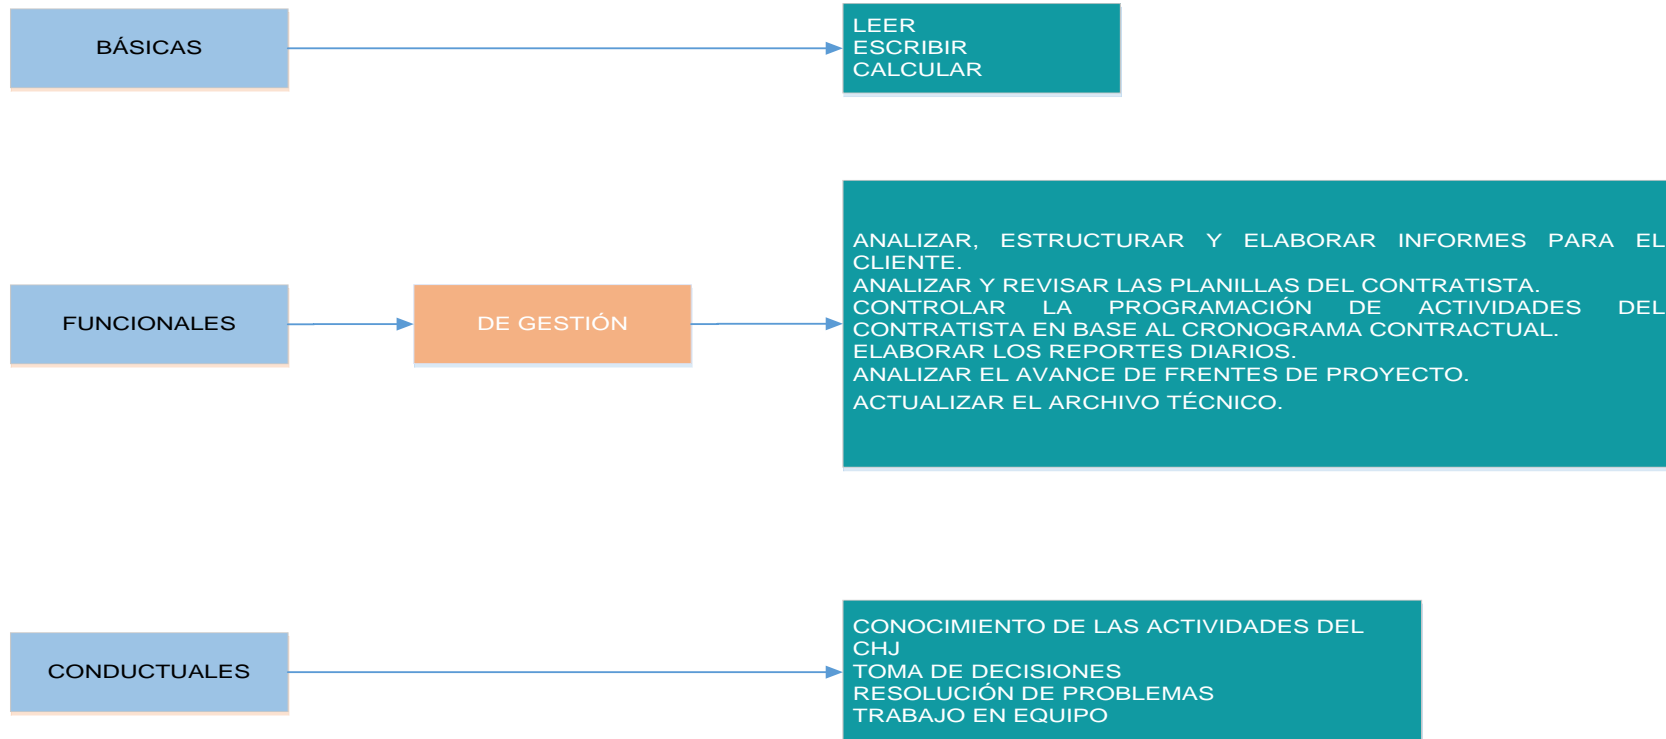 BÁSICAS
LEER
ESCRIBIR
CALCULAR
FUNCIONALES
DE GESTIÓN
ANALIZAR, ESTRUCTURAR Y ELABORAR INFORMES PARA EL
CLIENTE.
ANALIZAR Y REVISAR LAS PLANILLAS DEL CONTRATISTA.
CONTROLAR LA PROGRAMACIÓN DE ACTIVIDADES DEL
CONTRATISTA EN BASE AL CRONOGRAMA CONTRACTUAL.
ELABORAR LOS REPORTES DIARIOS.
ANALIZAR EL AVANCE DE FRENTES DE PROYECTO.
ACTUALIZAR EL ARCHIVO TÉCNICO.
CONDUCTUALES
CONOCIMIENTO DE LAS ACTIVIDADES DEL
CHJ
TOMA DE DECISIONES
RESOLUCIÓN DE PROBLEMAS
TRABAJO EN EQUIPO